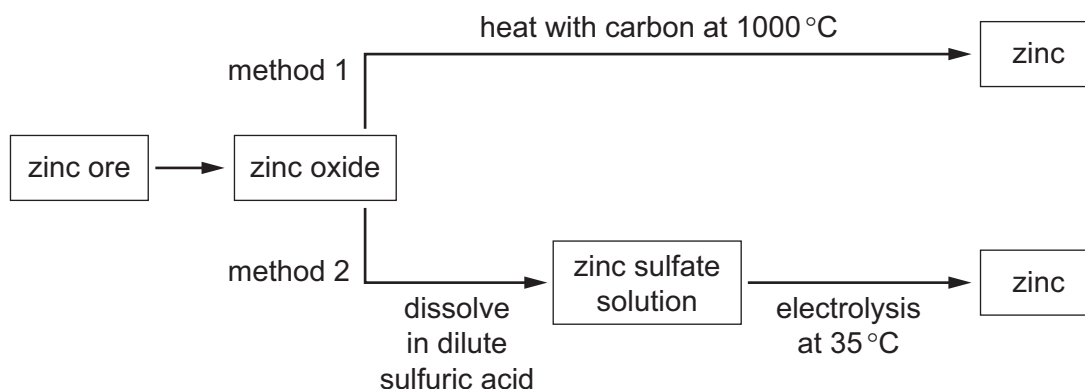 heat with carbon at 1000 °C
zinc
method 1
zinc ore
zinc oxide
method 2
zinc sulfate
solution
zinc
dissolve
in dilute
sulfuric acid
electrolysis
at 35 °C